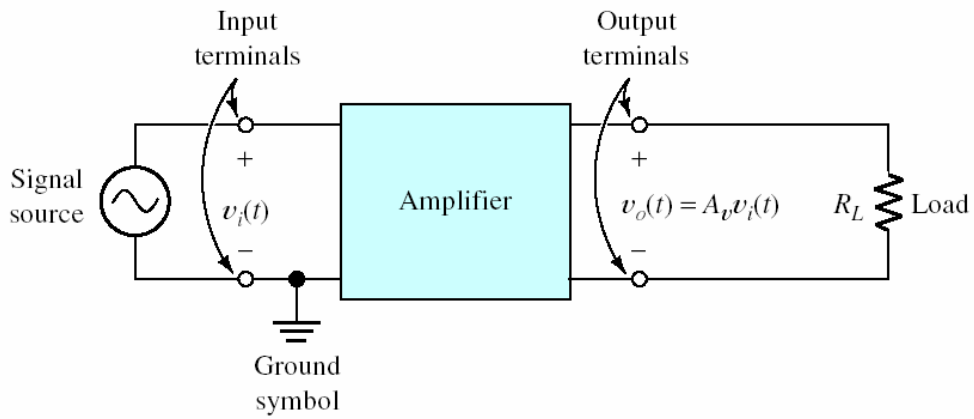 Input
terminals
Output
terminals
Signal
source
+
v_i(t)
−
Amplifier
+
v_o(t) = A_v v_i(t)
−
R_L
Load
Ground
symbol